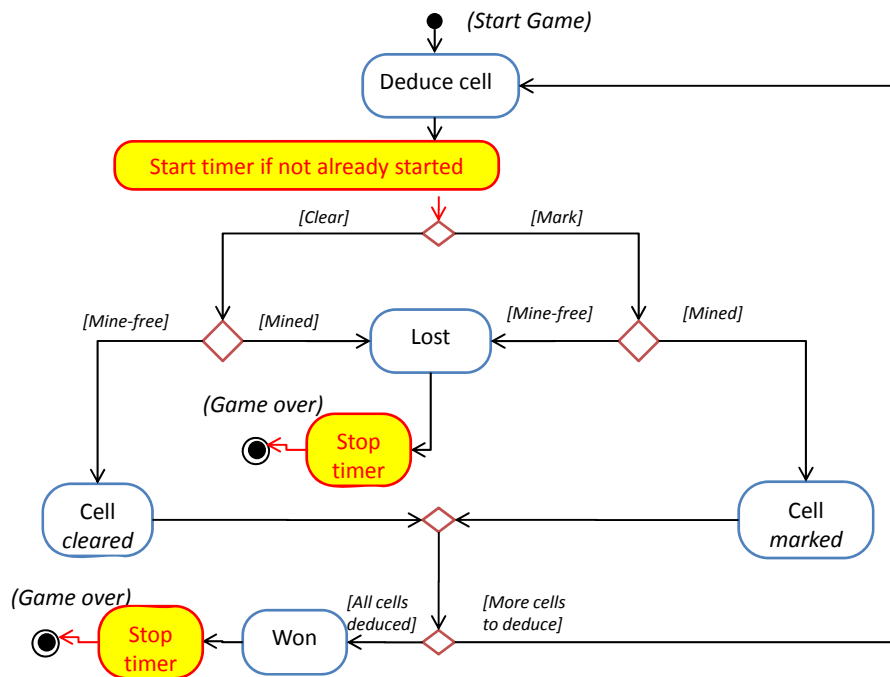 (Start Game)
Deduce cell
Start timer if not already started
[Clear]
[Mark]
[Mine-free]
[Mined]
Lost
[Mine-free]
[Mined]
(Game over)
Stop
timer
Cell
cleared
Cell
marked
(Game over)
Stop
timer
Won
[All cells
deduced]
[More cells
to deduce]